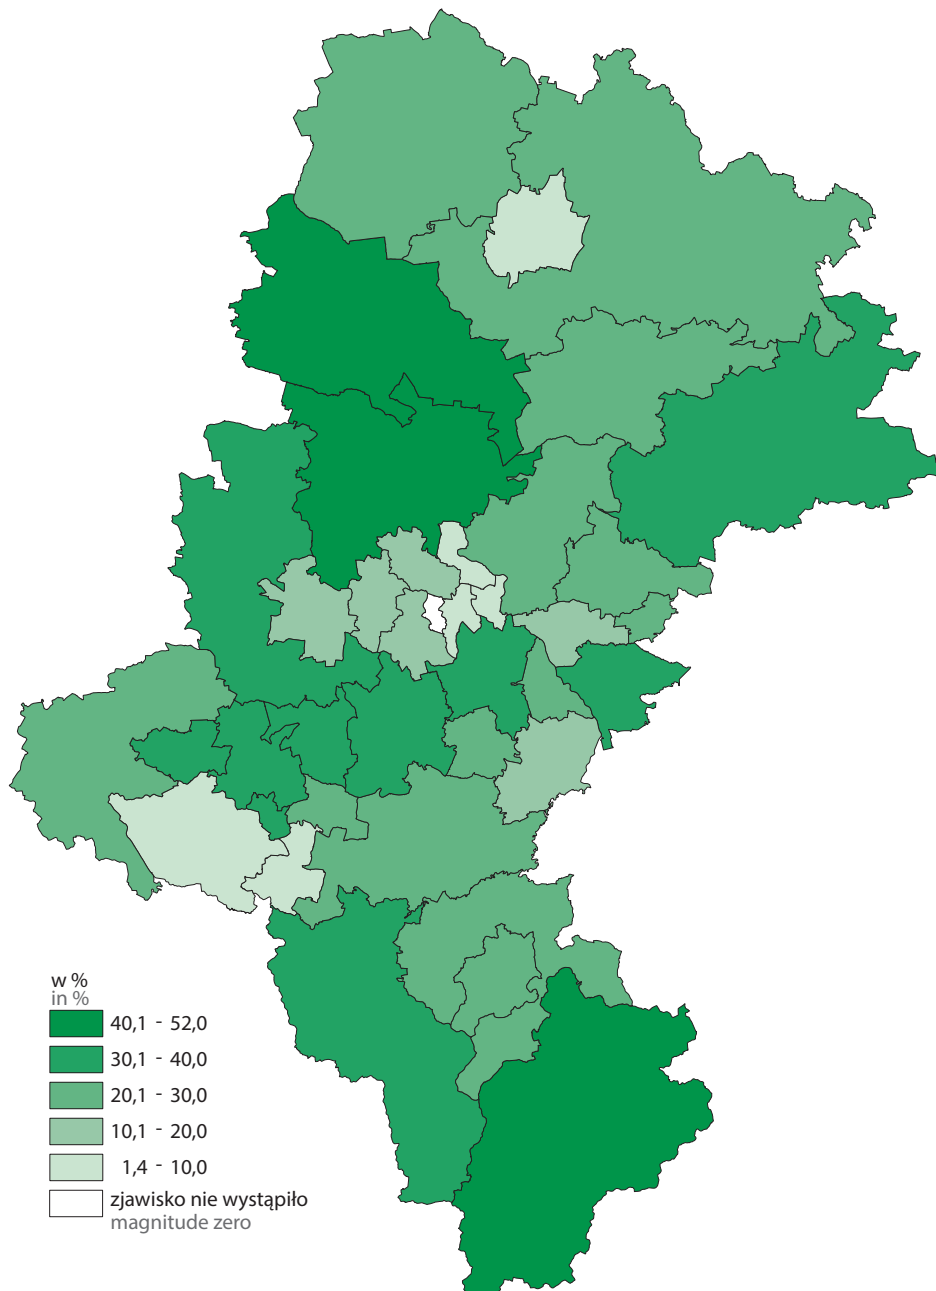 w %
in %
40,1 - 52,0
30,1 - 40,0
20,1 - 30,0
10,1 - 20,0
1,4 - 10,0
zjawisko nie wystąpiło
magnitude zero